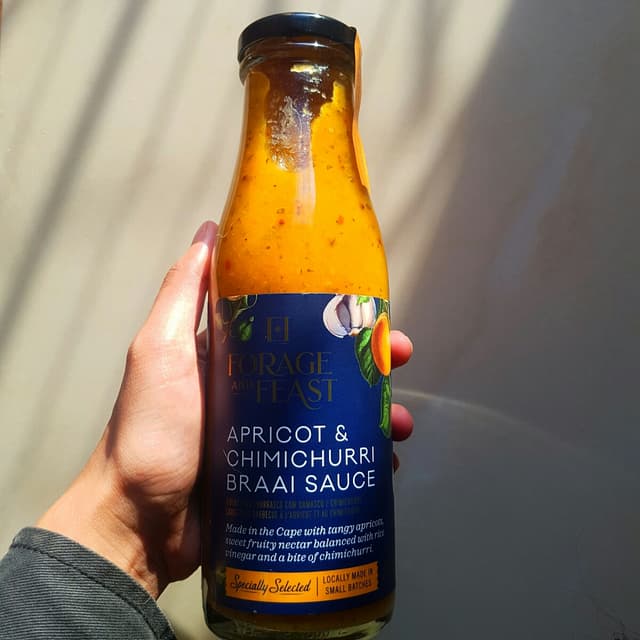 FORAGE
AND FEAST
APRICOT &
CHIMICHURRI
BRAAI SAUCE
Made in the Cape with tangy apricots,
sweet fruity nectar balanced with rice
vinegar and a bite of chimichurri.
Specially Selected
LOCALLY MADE IN
SMALL BATCHES